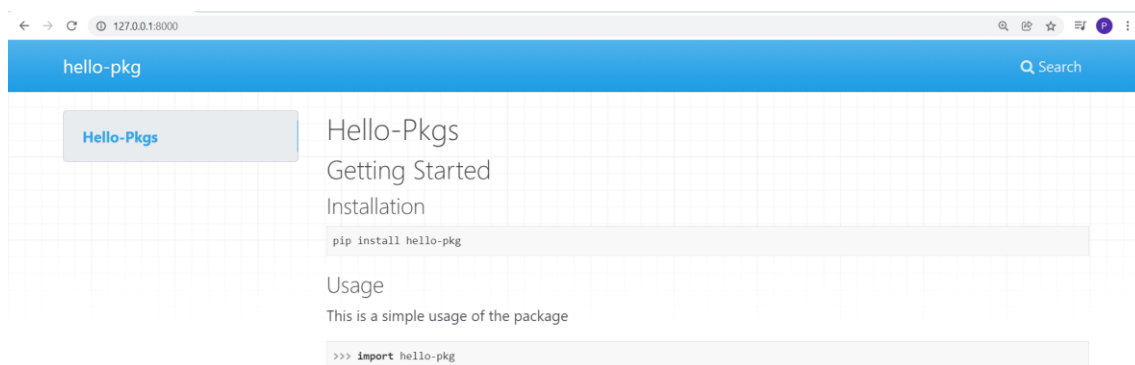 127.0.0.1:8000
P
hello-pkg
Search
Hello-Pkgs
Hello-Pkgs
Getting Started
Installation
pip install hello-pkg
Usage
This is a simple usage of the package
>>> import hello-pkg